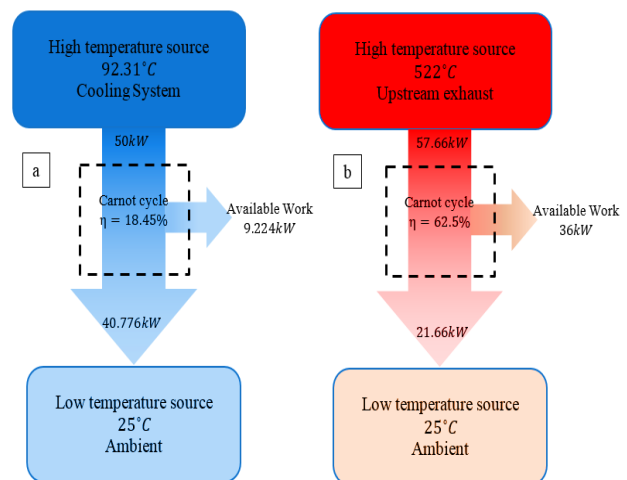 High temperature source
92.31°C
Cooling System
50kW
a
Carnot cycle
η = 18.45%
Available Work
9.224kW
40.776kW
Low temperature source
25°C
Ambient
High temperature source
522°C
Upstream exhaust
57.66kW
b
Carnot cycle
η = 62.5%
Available Work
36kW
21.66kW
Low temperature source
25°C
Ambient